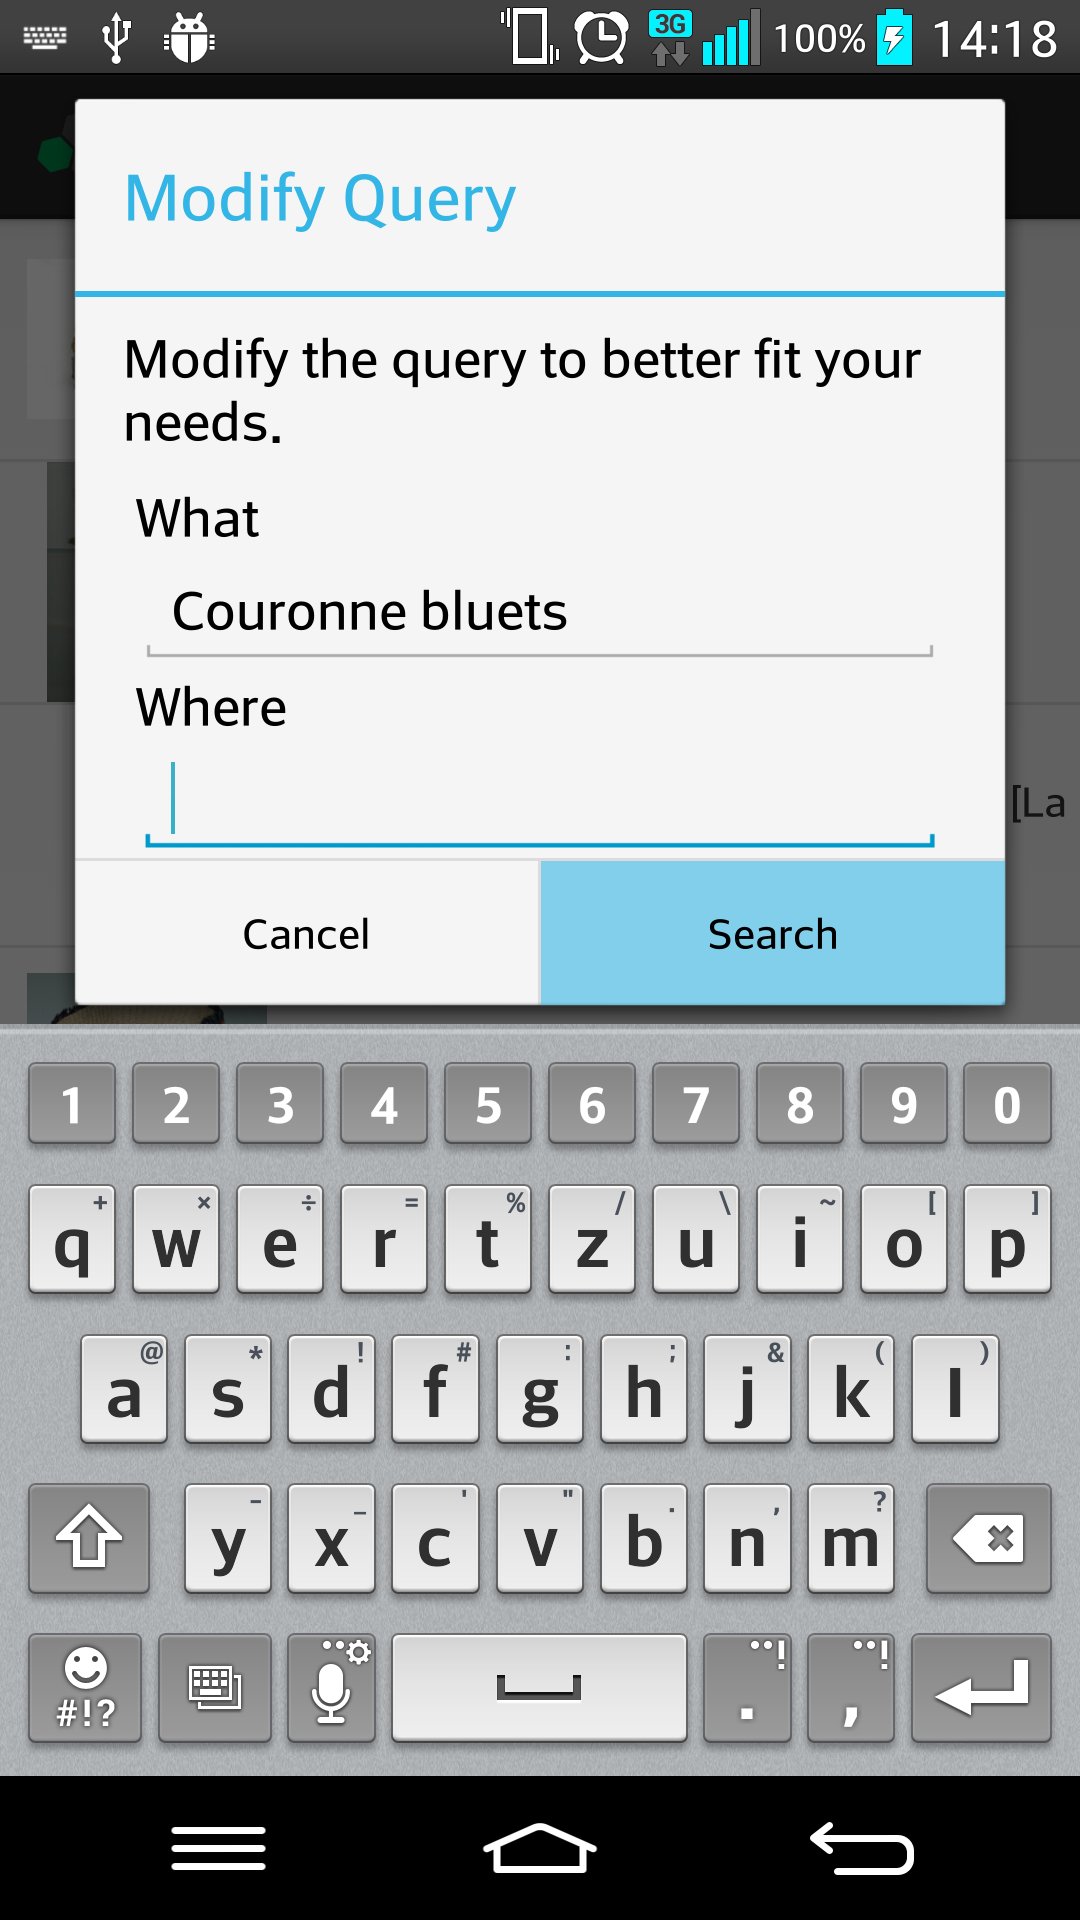 3G 100% 14:18
Modify Query
Modify the query to better fit your
needs.
What
Couronne bluets
Where
[La
Cancel Search
1 2 3 4 5 6 7 8 9 0
+ × ÷ = % / \ ~ [ ]
q w e r t z u i o p
@ * ! # : ; & ( )
a s d f g h j k l
- _ ' " . , ?
y x c v b n m
#!? . ,